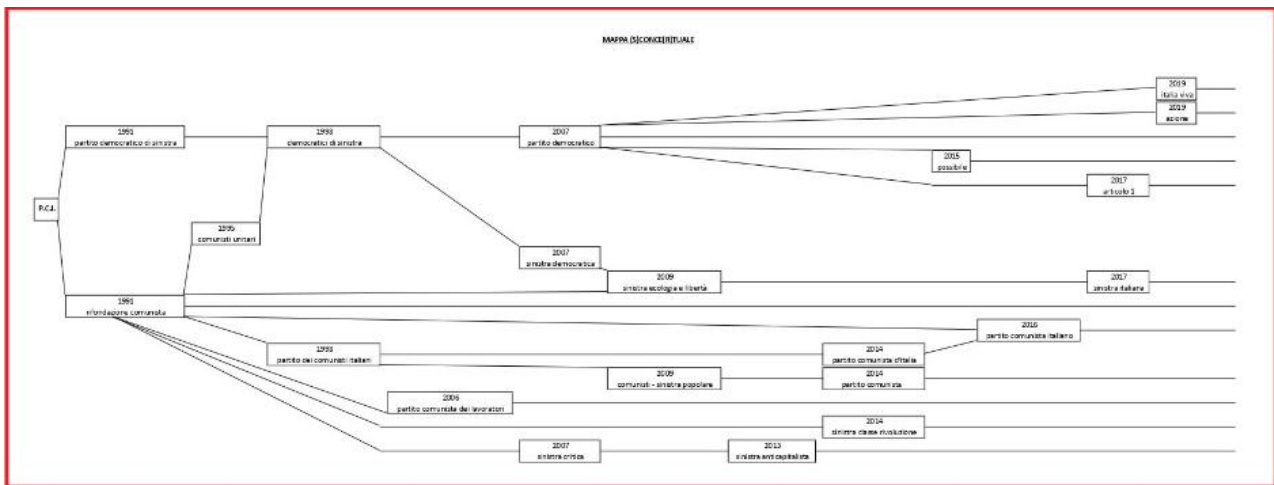 MAPPA (S)CONCE(R)TUALE
2019
italia viva
2019
azione
1991
partito democratico di sinistra
1998
democratici di sinistra
2007
partito democratico
2015
possibile
2017
articolo 1
P.C.I.
1995
comunisti unitari
2007
sinistra democratica
2009
sinistra ecologia e libertà
2017
sinistra italiana
1991
rifondazione comunista
2016
partito comunista italiano
1998
partito dei comunisti italiani
2014
partito comunista d'italia
2009
comunisti - sinistra popolare
2014
partito comunista
2006
partito comunista dei lavoratori
2014
sinistra classe rivoluzione
2007
sinistra critica
2013
sinistra anticapitalista